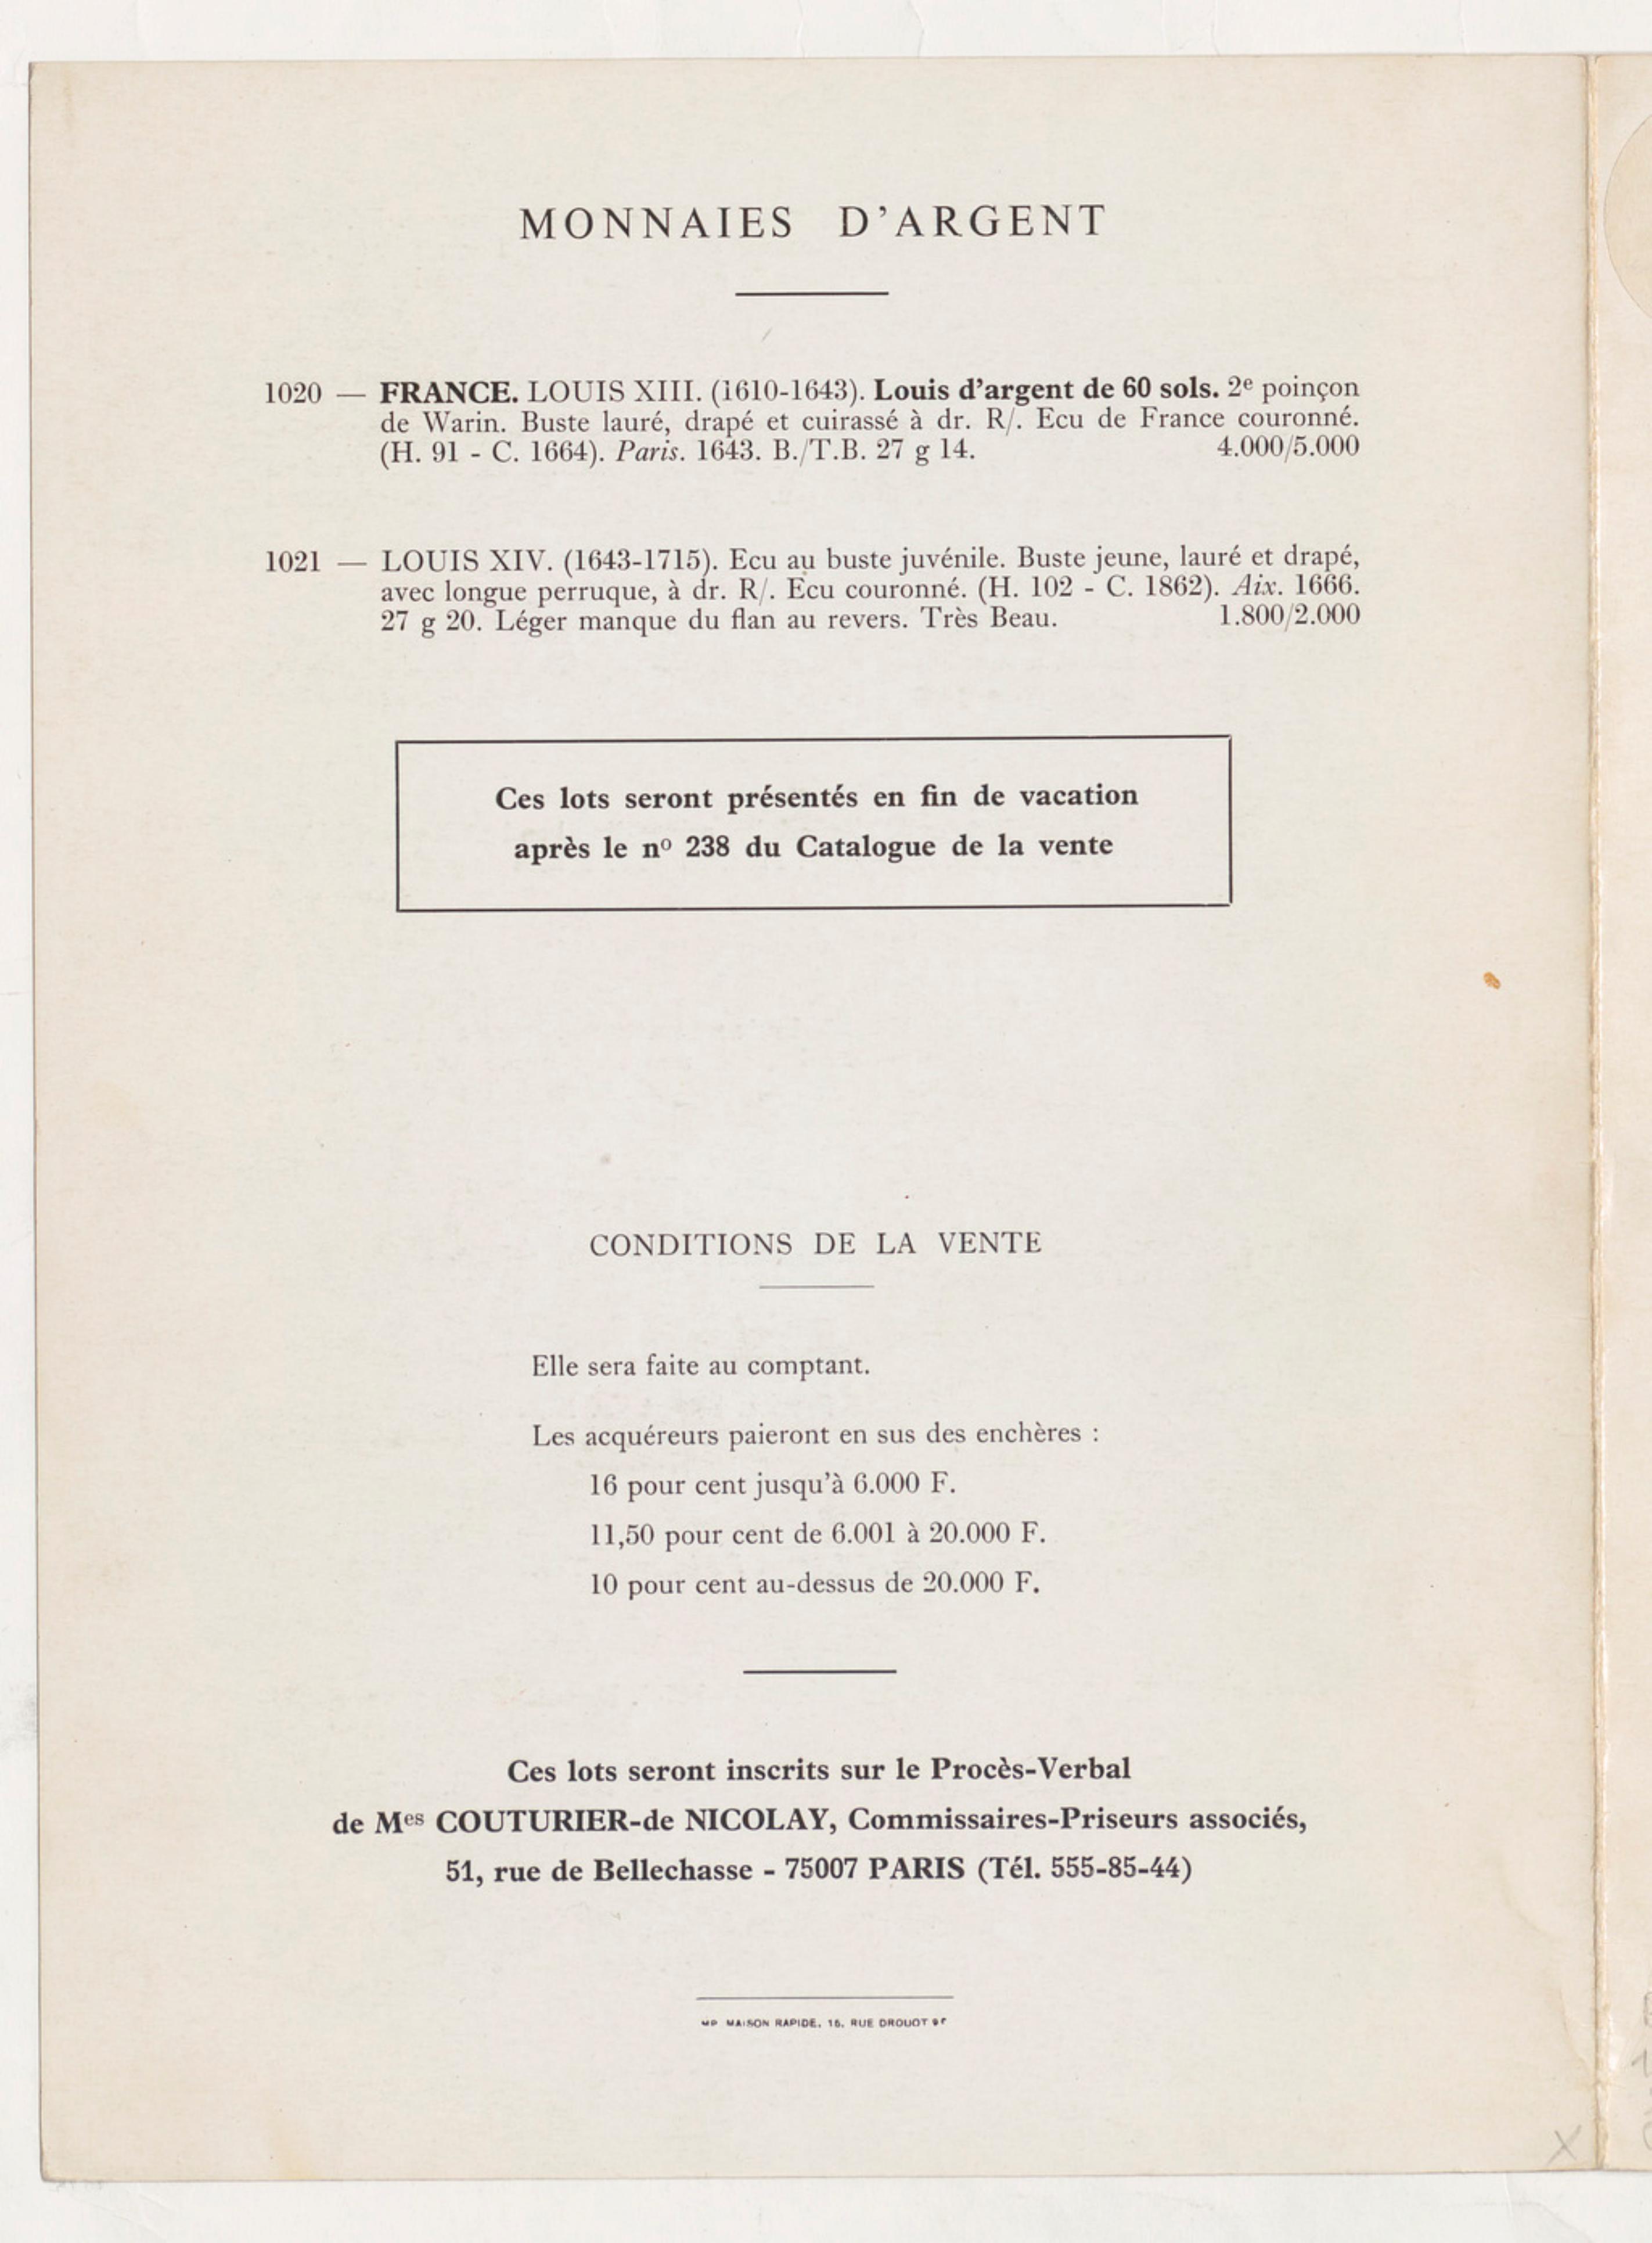 MONNAIES D'ARGENT
1020 — FRANCE. LOUIS XIII. (1610-1643). Louis d'argent de 60 sols. 2e poinçon
de Warin. Buste lauré, drapé et cuirassé à dr. R/. Ecu de France couronné.
(H. 91 - C. 1664). Paris. 1643. B./T.B. 27 g 14. 4.000/5.000
1021 — LOUIS XIV. (1643-1715). Ecu au buste juvénile. Buste jeune, lauré et drapé,
avec longue perruque, à dr. R/. Ecu couronné. (H. 102 - C. 1862). Aix. 1666.
27 g 20. Léger manque du flan au revers. Très Beau. 1.800/2.000
Ces lots seront présentés en fin de vacation
après le nº 238 du Catalogue de la vente
CONDITIONS DE LA VENTE
Elle sera faite au comptant.
Les acquéreurs paieront en sus des enchères :
16 pour cent jusqu'à 6.000 F.
11,50 pour cent de 6.001 à 20.000 F.
10 pour cent au-dessus de 20.000 F.
Ces lots seront inscrits sur le Procès-Verbal
de Mes COUTURIER-de NICOLAY, Commissaires-Priseurs associés,
51, rue de Bellechasse - 75007 PARIS (Tél. 555-85-44)
MAISON RAPIDE, 16, RUE DROUOT
X